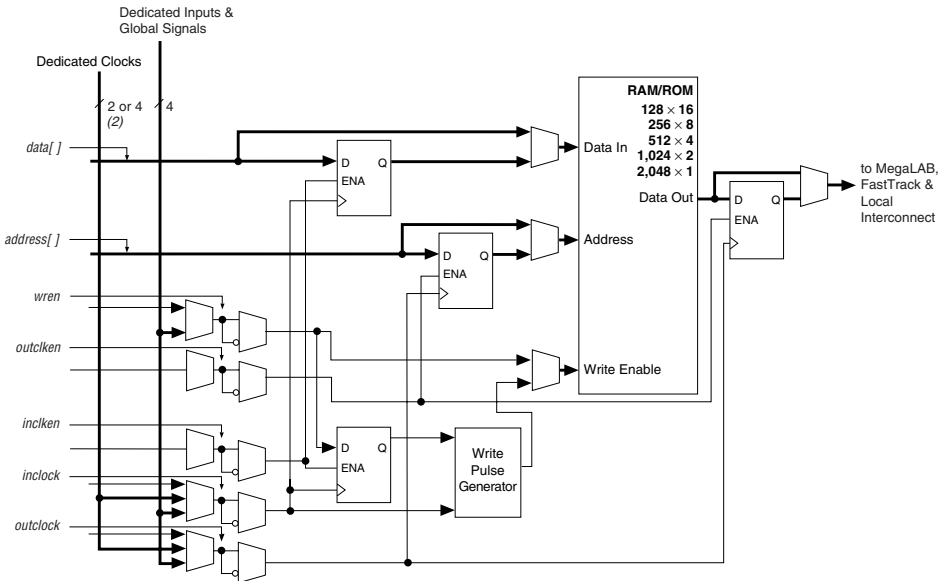 Dedicated Inputs &
Global Signals
Dedicated Clocks
2 or 4
(2)
4
RAM/ROM
128 × 16
256 × 8
512 × 4
1,024 × 2
2,048 × 1
data[ ]
D
Q
ENA
Data In
Data Out
D
Q
ENA
to MegaLAB,
FastTrack &
Local
Interconnect
address[ ]
D
Q
ENA
Address
wren
outclken
Write Enable
inclken
D
Q
ENA
Write
Pulse
Generator
inclock
outclock